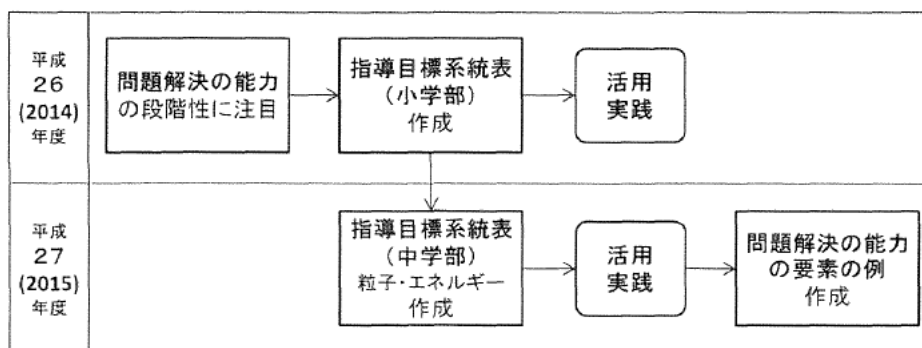 平成
26
(2014)
年度
問題解決の能力
の段階性に注目
指導目標系統表
(小学部)
作成
活用
実践
平成
27
(2015)
年度
指導目標系統表
(中学部)
粒子・エネルギー
作成
活用
実践
問題解決の能力
の要素の例
作成